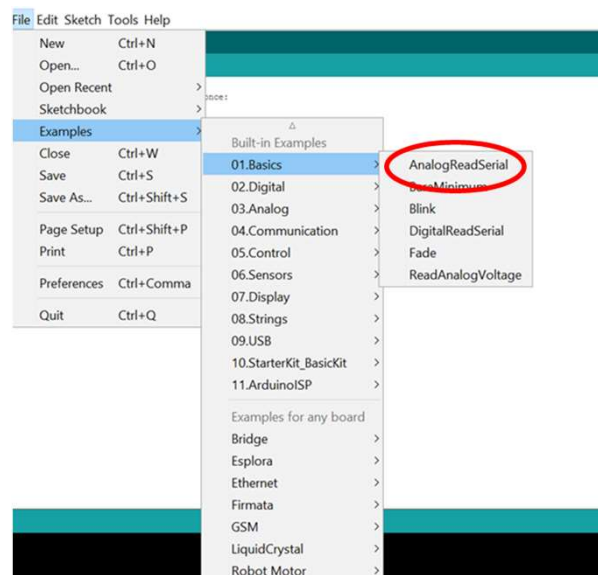 File Edit Sketch Tools Help
New Ctrl+N
Open... Ctrl+O
Open Recent >
Sketchbook >
Examples >
Close Ctrl+W
Save Ctrl+S
Save As... Ctrl+Shift+S
Page Setup Ctrl+Shift+P
Print Ctrl+P
Preferences Ctrl+Comma
Quit Ctrl+Q
once:
Built-in Examples
01.Basics >
02.Digital >
03.Analog >
04.Communication >
05.Control >
06.Sensors >
07.Display >
08.Strings >
09.USB >
10.StarterKit_BasicKit >
11.ArduinoISP >
Examples for any board
Bridge >
Esplora >
Ethernet >
Firmata >
GSM >
LiquidCrystal >
Robot Motor >
AnalogReadSerial
BareMinimum
Blink
DigitalReadSerial
Fade
ReadAnalogVoltage